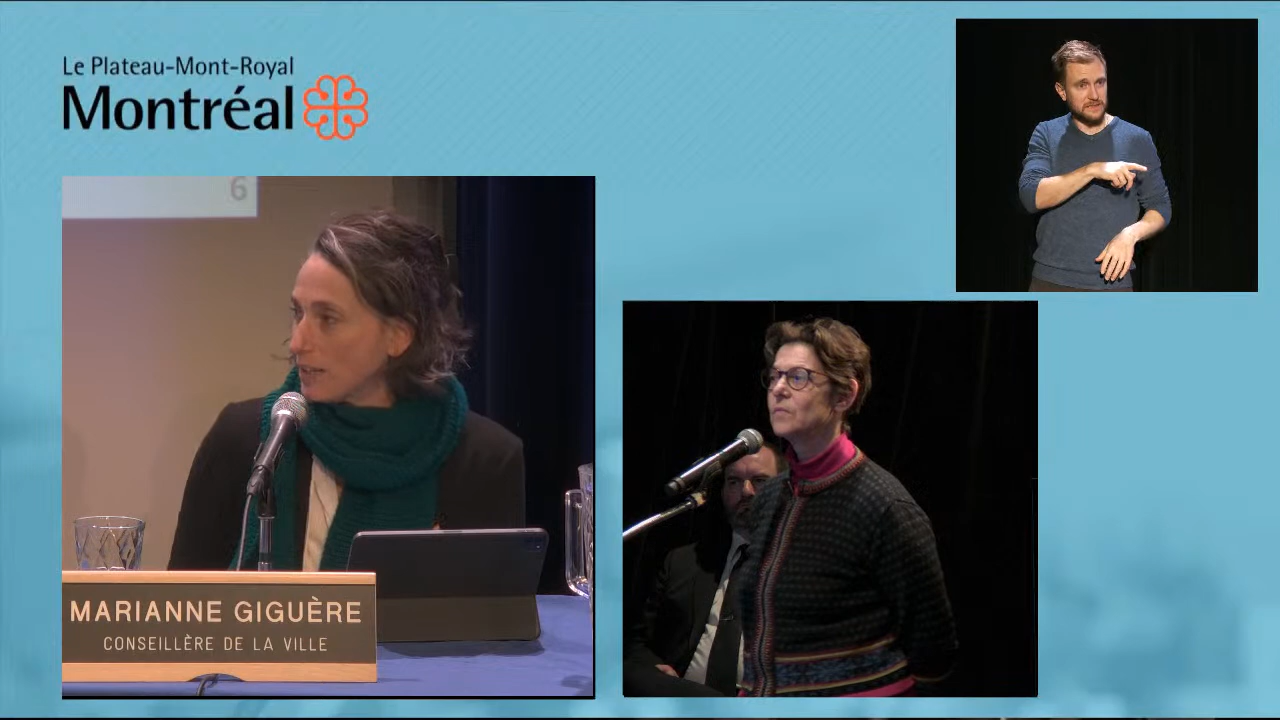 Le Plateau-Mont-Royal
Montréal
6
MARIANNE GIGUÈRE
CONSEILLÈRE DE LA VILLE